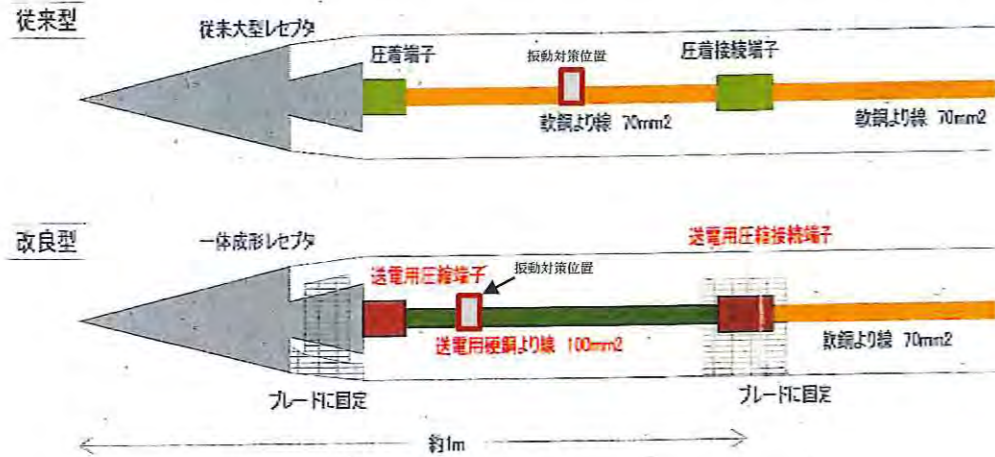 従来型
従来大型レセプタ
圧着端子
振動対策位置
圧着接続端子
軟銅より線 70mm2
軟銅より線 70mm2
改良型
一体成形レセプタ
送電用圧縮端子
振動対策位置
送電用圧縮接続端子
送電用硬銅より線 100mm2
軟銅より線 70mm2
ブレードに固定
ブレードに固定
約1m